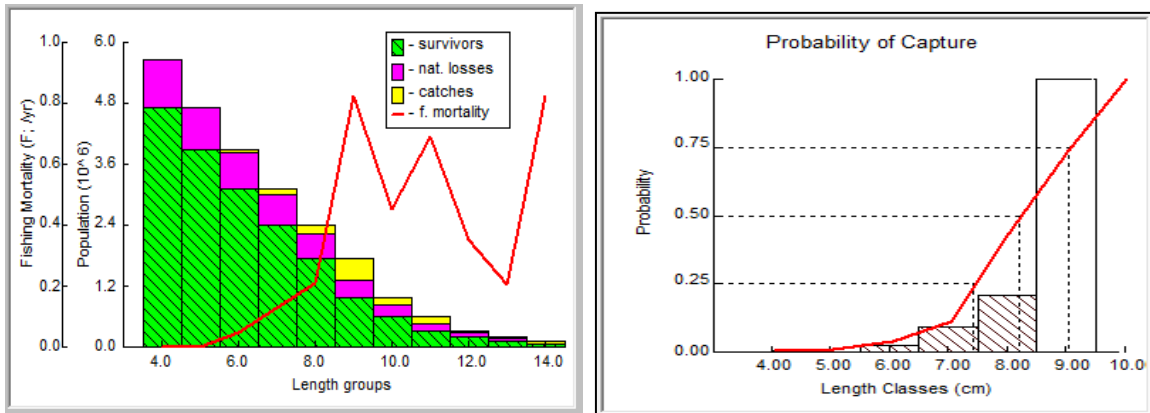 - survivors
- nat. losses
- catches
- f. mortality
Fishing Mortality (F; /yr)
1.0
0.8
0.6
0.4
0.2
0.0
Population (10^ 6)
6.0
4.8
3.6
2.4
1.2
0.0
4.0 6.0 8.0 10.0 12.0 14.0
Length groups
Probability of Capture
Probability
1.00
0.75
0.50
0.25
0.00
4.00 5.00 6.00 7.00 8.00 9.00 10.00
Length Classes (cm)